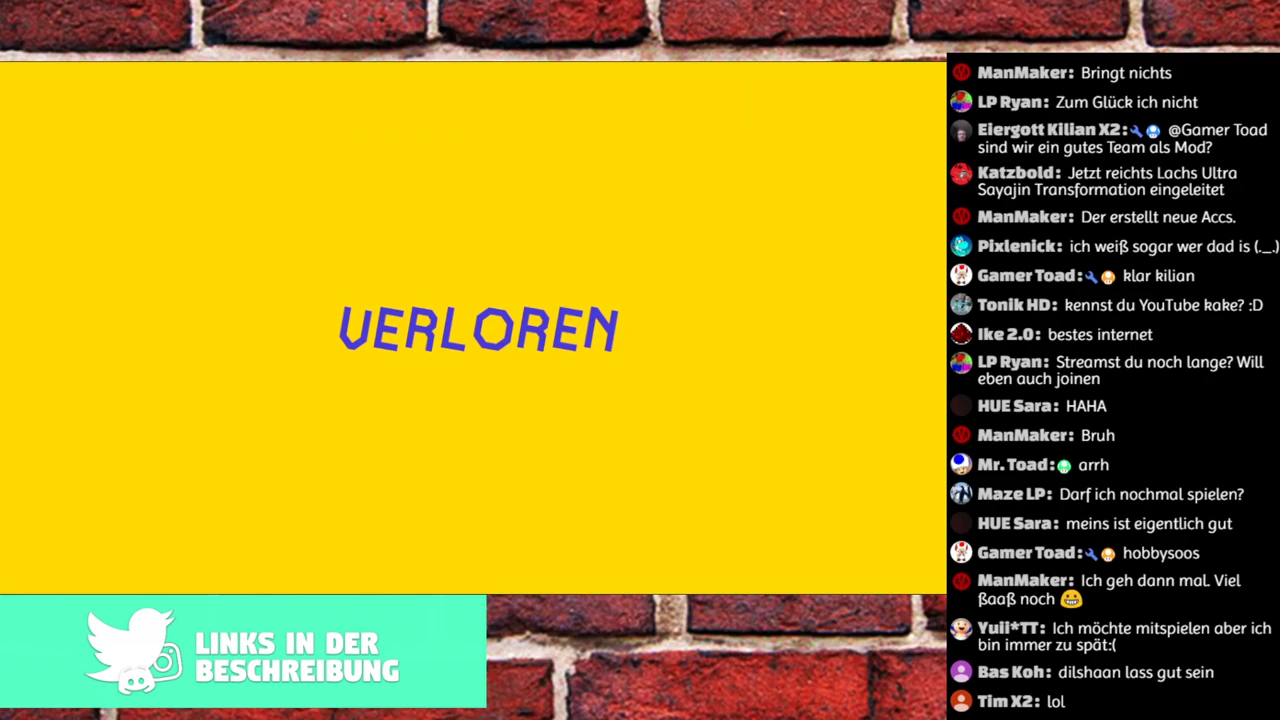 VERLOREN
LINKS IN DER
BESCHREIBUNG
ManMaker: Bringt nichts
LP Ryan: Zum Glück ich nicht
Eiergott Kilian X2: @Gamer Toad
sind wir ein gutes Team als Mod?
Katzbold: Jetzt reichts Lachs Ultra
Sayajin Transformation eingeleitet
ManMaker: Der erstellt neue Accs.
Pixlenick: ich weiß sogar wer dad is (._.)
Gamer Toad: klar kilian
Tonik HD: kennst du YouTube kake? :D
Ike 2.0: bestes internet
LP Ryan: Streamst du noch lange? Will
eben auch joinen
HUE Sara: HAHA
ManMaker: Bruh
Mr. Toad: arrh
Maze LP: Darf ich nochmal spielen?
HUE Sara: meins ist eigentlich gut
Gamer Toad: hobbysoos
ManMaker: Ich geh dann mal. Viel
ßaaß noch 😀
Yuii*TT: Ich möchte mitspielen aber ich
bin immer zu spät:(
Bas Koh: dilshaan lass gut sein
Tim X2: lol